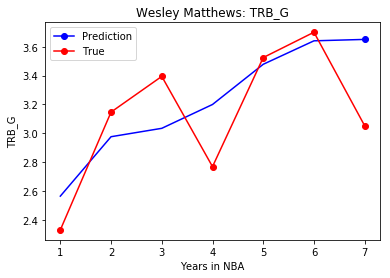 Wesley Matthews: TRB_G
Prediction
True
3.6
3.4
3.2
3.0
2.8
2.6
2.4
TRB_G
1 2 3 4 5 6 7
Years in NBA